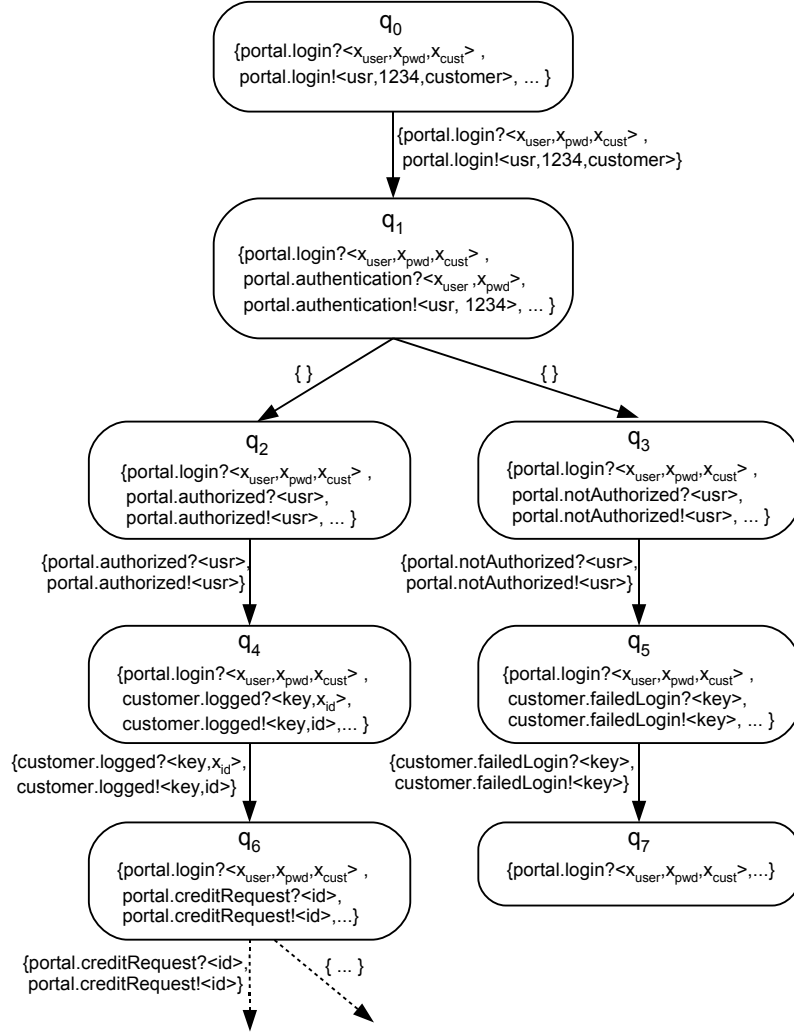 q0
{portal.login?<xuser,xpwd,xcust> ,
portal.login!<usr,1234,customer>, ... }
{portal.login?<xuser,xpwd,xcust> ,
portal.login!<usr,1234,customer>}
q1
{portal.login?<xuser,xpwd,xcust> ,
portal.authentication?<xuser ,xpwd>,
portal.authentication!<usr, 1234>, ... }
{ }
{ }
q2
{portal.login?<xuser,xpwd,xcust> ,
portal.authorized?<usr>,
portal.authorized!<usr>, ... }
q3
{portal.login?<xuser,xpwd,xcust> ,
portal.notAuthorized?<usr>,
portal.notAuthorized!<usr>, ... }
{portal.authorized?<usr>,
portal.authorized!<usr>}
{portal.notAuthorized?<usr>,
portal.notAuthorized!<usr>}
q4
{portal.login?<xuser,xpwd,xcust> ,
customer.logged?<key,xid>,
customer.logged!<key,id>,... }
q5
{portal.login?<xuser,xpwd,xcust> ,
customer.failedLogin?<key>,
customer.failedLogin!<key>, ... }
{customer.logged?<key,xid>,
customer.logged!<key,id>}
{customer.failedLogin?<key>,
customer.failedLogin!<key>}
q6
{portal.login?<xuser,xpwd,xcust> ,
portal.creditRequest?<id>,
portal.creditRequest!<id>,...}
q7
{portal.login?<xuser,xpwd,xcust>,...}
{portal.creditRequest?<id>,
portal.creditRequest!<id>}
{ ... }